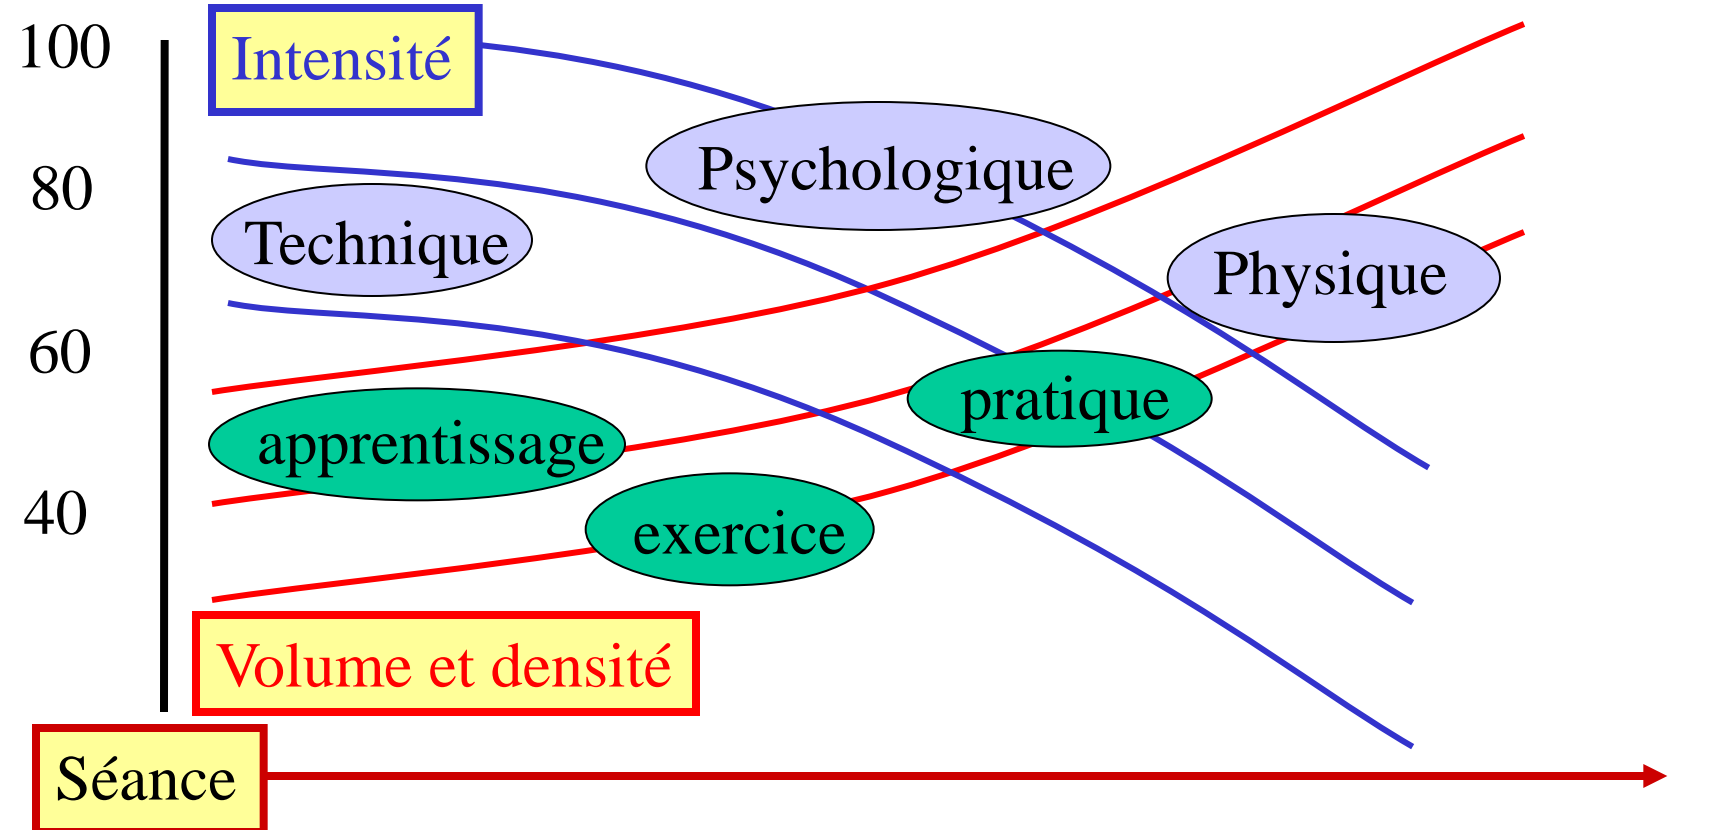 100
Intensité
Psychologique
80
Technique
Physique
60
pratique
apprentissage
40
exercice
Volume et densité
Séance